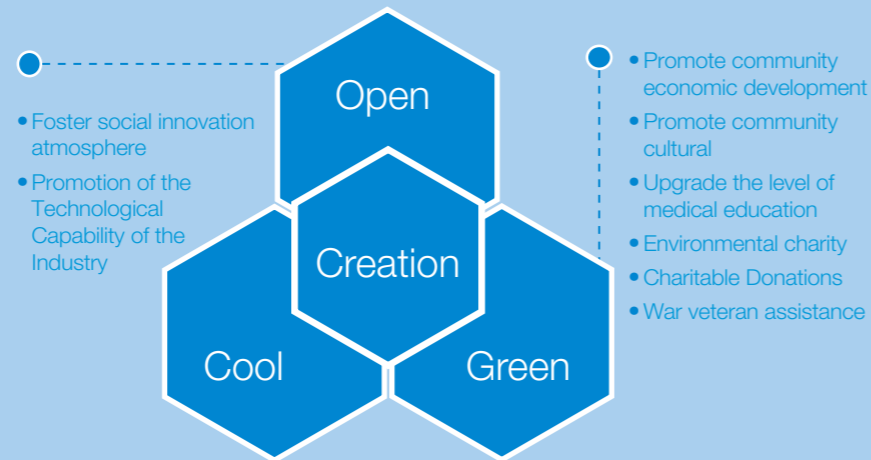 Open
Creation
Cool
Green
• Foster social innovation
atmosphere
• Promotion of the
Technological
Capability of the
Industry
• Promote community
economic development
• Promote community
cultural
• Upgrade the level of
medical education
• Environmental charity
• Charitable Donations
• War veteran assistance